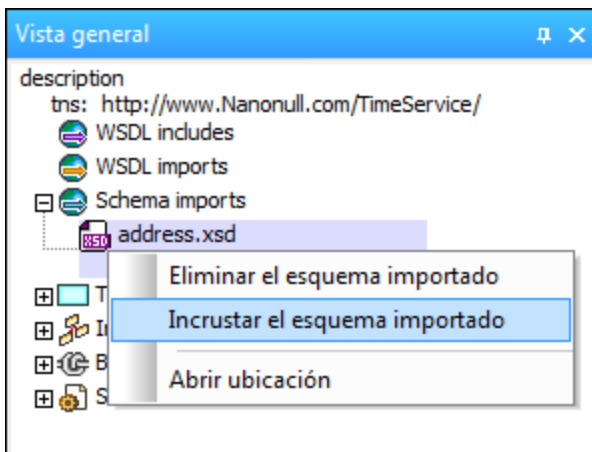 Vista general
description
tns: http://www.Nanonull.com/TimeService/
WSDL includes
WSDL imports
Schema imports
XSD address.xsd
Eliminar el esquema importado
T
Incrustar el esquema importado
I
B
Abrir ubicación
S